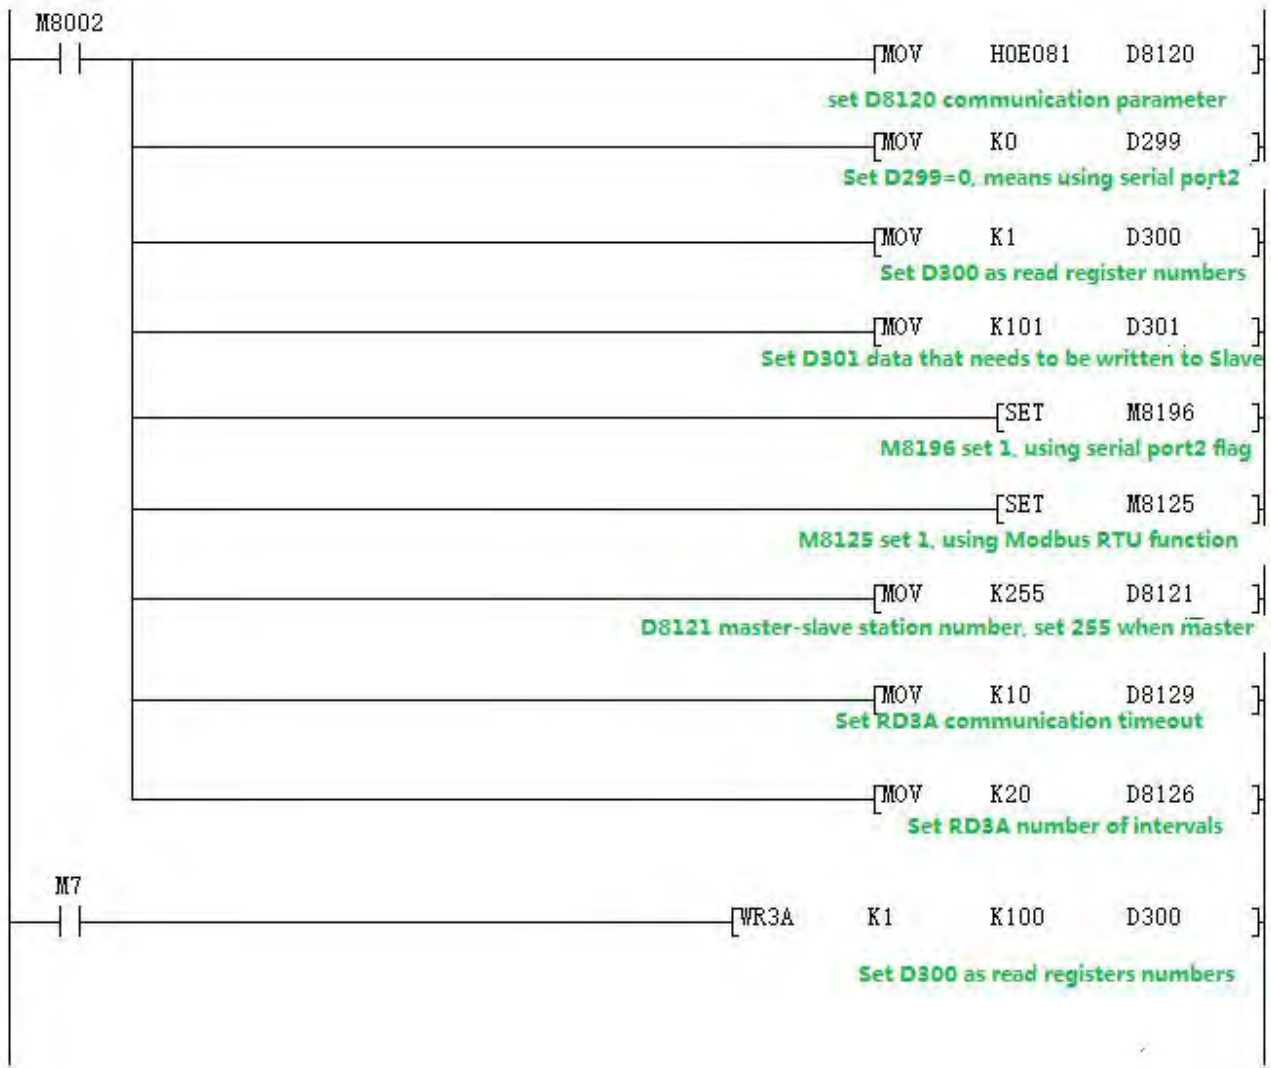 M8002
MOV H0E081 D8120
set D8120 communication parameter
MOV K0 D299
Set D299=0, means using serial port2
MOV K1 D300
Set D300 as read register numbers
MOV K101 D301
Set D301 data that needs to be written to Slave
SET M8196
M8196 set 1, using serial port2 flag
SET M8125
M8125 set 1, using Modbus RTU function
MOV K255 D8121
D8121 master-slave station number, set 255 when master
MOV K10 D8129
Set RD3A communication timeout
MOV K20 D8126
Set RD3A number of intervals
M7
WR3A K1 K100 D300
Set D300 as read registers numbers